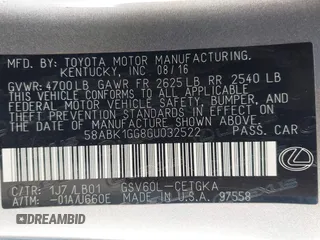 MFD. BY: TOYOTA MOTOR MANUFACTURING.
KENTUCKY, INC 08/16
GVWR: 4700LB GAWR FR 2625LB RR 2540 LB
THIS VEHICLE CONFORMS TO ALL APPLICABLE
FEDERAL MOTOR VEHICLE SAFETY, BUMPER, AND
THEFT PREVENTION STANDARDS IN EFFECT ON
THE DATE OF MANUFACTURE SHOWN ABOVE.
58ABK1GG8GU032522
LEXUS
C/TR: 1J7/LB01 GSV60L-CETGKA
A/TM: -01A/U660E MADE IN U.S.A. 97558
© DREAMBID